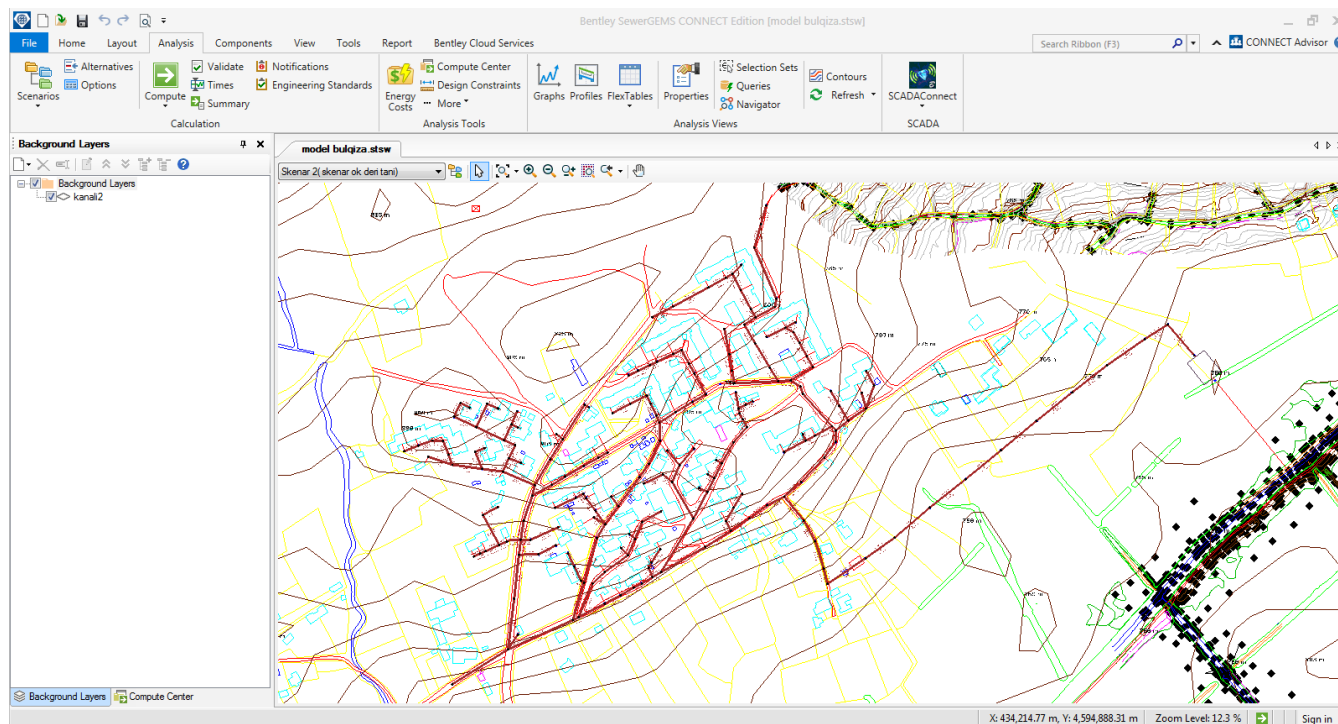 Bentley SewerGEMS CONNECT Edition [model bulqiza.stsw]
File Home Layout Analysis Components View Tools Report Bentley Cloud Services Search Ribbon (F3) CONNECT Advisor
Scenarios
Alternatives
Options
Compute
Validate
Times
Summary
Notifications
Engineering Standards
Calculation
Energy Costs
Compute Center
Design Constraints
More
Analysis Tools
Graphs
Profiles
FlexTables
Properties
Selection Sets
Queries
Navigator
Contours
Refresh
Analysis Views
SCADAConnect
SCADA
Background Layers
model bulqiza.stsw
Skenar 2( skenar ok deri tani)
Background Layers
kanali2
Background Layers Compute Center
X: 434,214.77 m, Y: 4,594,888.31 m Zoom Level: 12.3 % Sign in